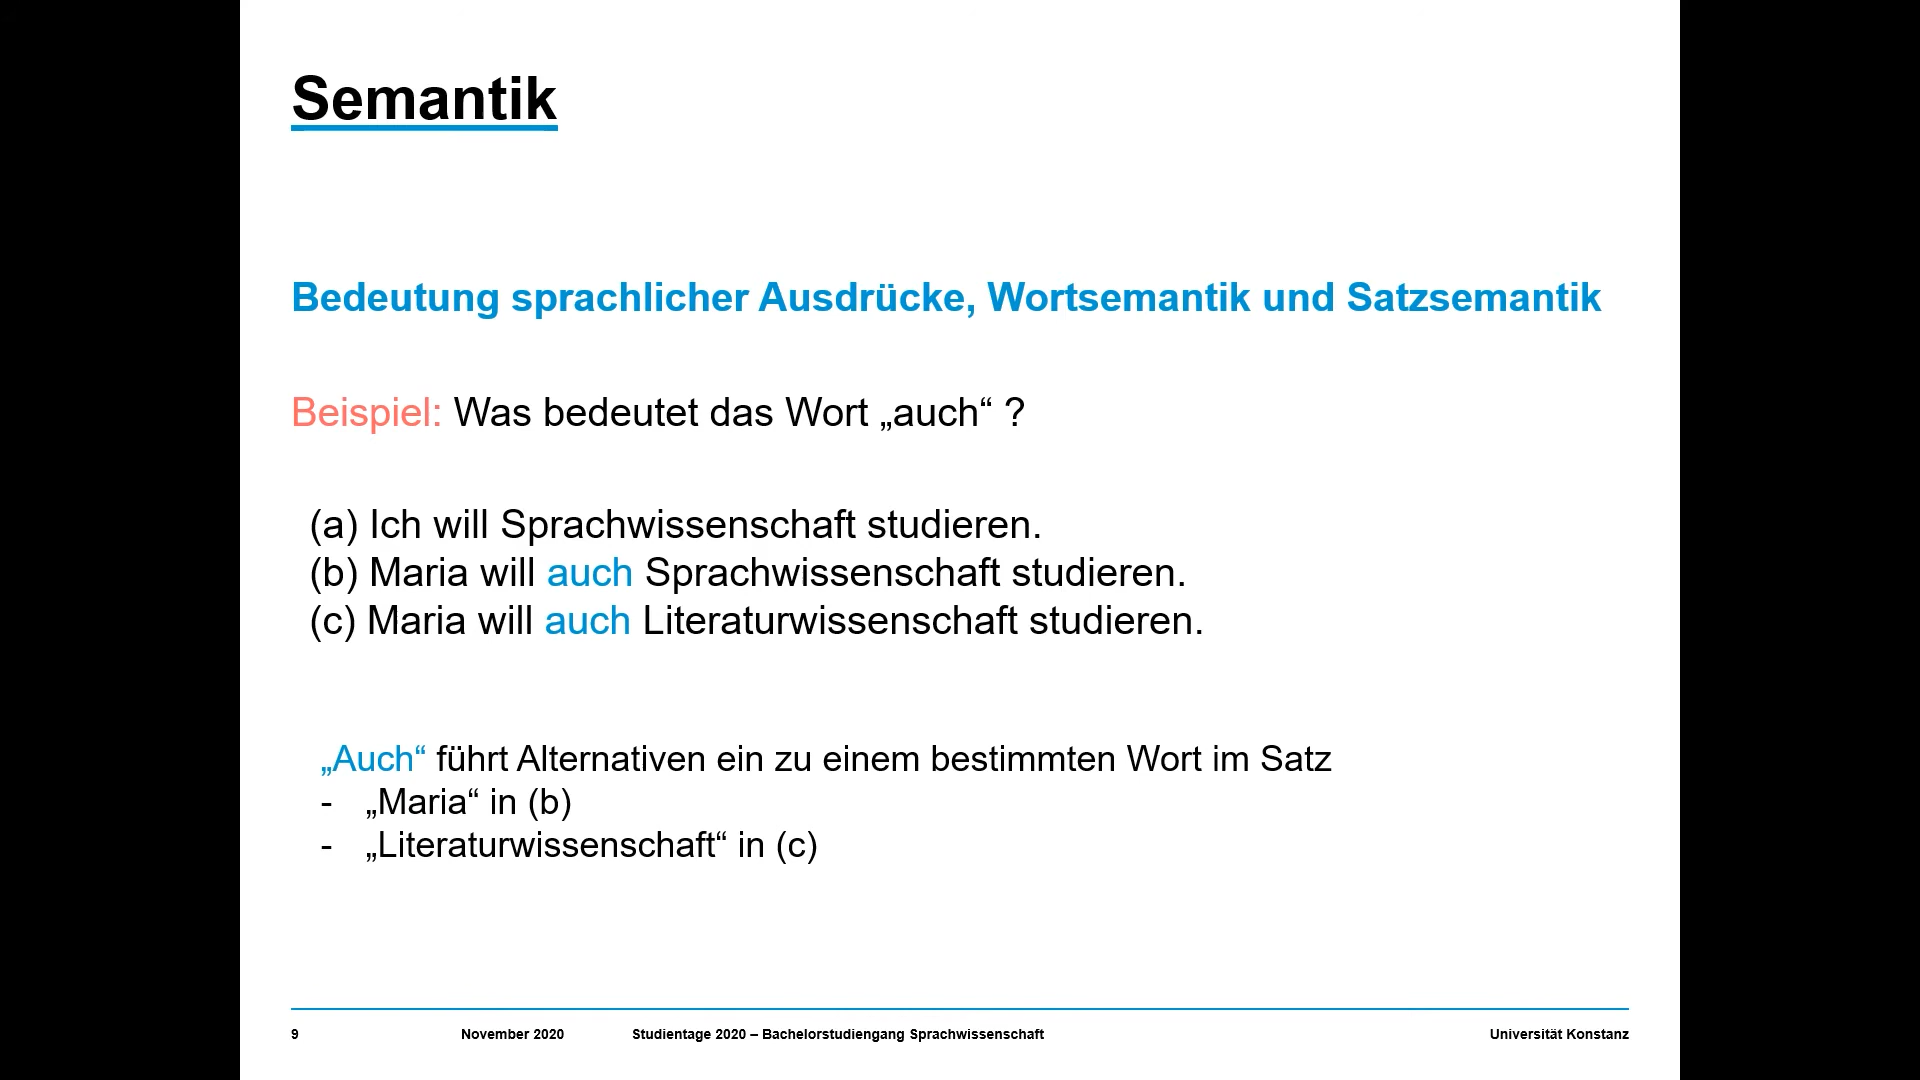 Semantik
Bedeutung sprachlicher Ausdrücke, Wortsemantik und Satzsemantik
Beispiel: Was bedeutet das Wort „auch“ ?
(a) Ich will Sprachwissenschaft studieren.
(b) Maria will auch Sprachwissenschaft studieren.
(c) Maria will auch Literaturwissenschaft studieren.
„Auch“ führt Alternativen ein zu einem bestimmten Wort im Satz
- „Maria“ in (b)
- „Literaturwissenschaft“ in (c)
9 November 2020 Studientage 2020 – Bachelorstudiengang Sprachwissenschaft Universität Konstanz